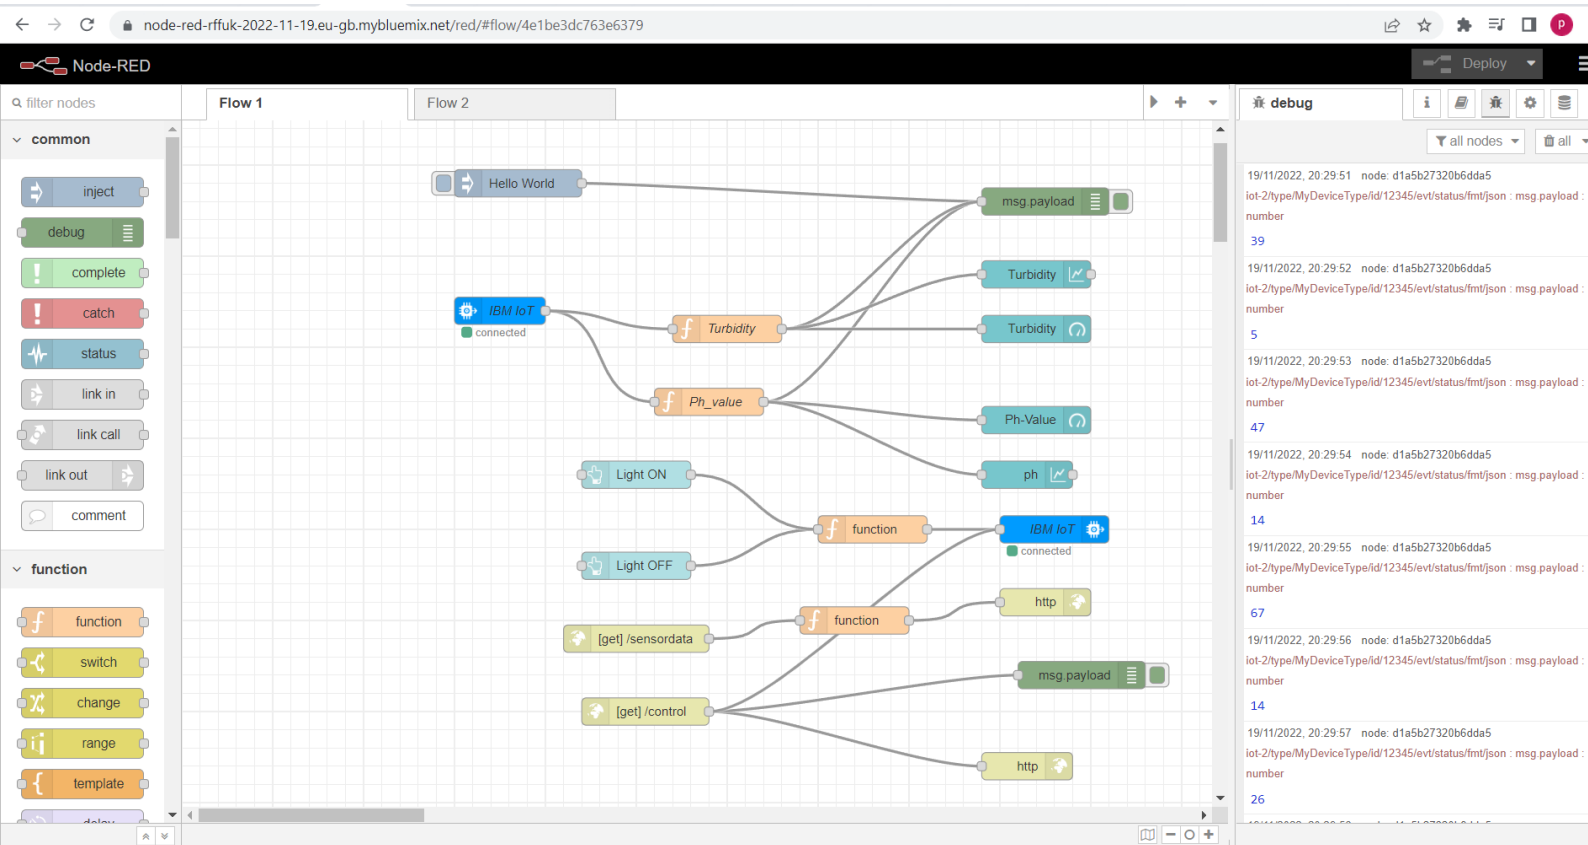 node-red-rffuk-2022-11-19.eu-gb.mybluemix.net/red/#flow/4e1be3dc763e6379
P
Node-RED
Deploy
filter nodes
Flow 1
Flow 2
debug
i
common
all nodes
all
inject
debug
complete
catch
status
link in
link call
link out
comment
function
function
switch
change
range
template
delay
Hello World
msg.payload
Turbidity
IBM IoT
connected
Turbidity
Turbidity
Ph_value
Ph-Value
Light ON
ph
function
IBM IoT
connected
Light OFF
http
function
[get] /sensordata
msg.payload
[get] /control
http
19/11/2022, 20:29:51 node: d1a5b27320b6dda5
iot-2/type/MyDeviceType/id/12345/evt/status/fmt/json : msg.payload :
number
39
19/11/2022, 20:29:52 node: d1a5b27320b6dda5
iot-2/type/MyDeviceType/id/12345/evt/status/fmt/json : msg.payload :
number
5
19/11/2022, 20:29:53 node: d1a5b27320b6dda5
iot-2/type/MyDeviceType/id/12345/evt/status/fmt/json : msg.payload :
number
47
19/11/2022, 20:29:54 node: d1a5b27320b6dda5
iot-2/type/MyDeviceType/id/12345/evt/status/fmt/json : msg.payload :
number
14
19/11/2022, 20:29:55 node: d1a5b27320b6dda5
iot-2/type/MyDeviceType/id/12345/evt/status/fmt/json : msg.payload :
number
67
19/11/2022, 20:29:56 node: d1a5b27320b6dda5
iot-2/type/MyDeviceType/id/12345/evt/status/fmt/json : msg.payload :
number
14
19/11/2022, 20:29:57 node: d1a5b27320b6dda5
iot-2/type/MyDeviceType/id/12345/evt/status/fmt/json : msg.payload :
number
26